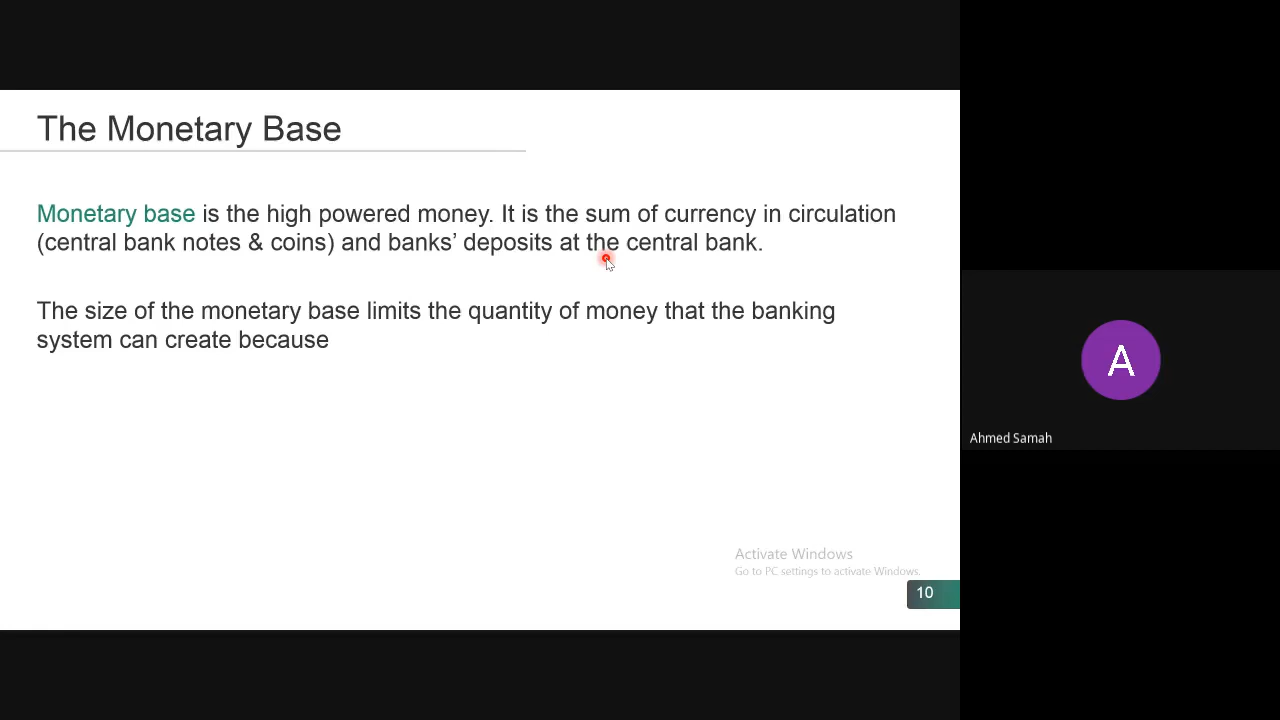 The Monetary Base
Monetary base is the high powered money. It is the sum of currency in circulation
(central bank notes & coins) and banks’ deposits at the central bank.
The size of the monetary base limits the quantity of money that the banking
system can create because
A
Ahmed Samah
Activate Windows
Go to PC settings to activate Windows.
10